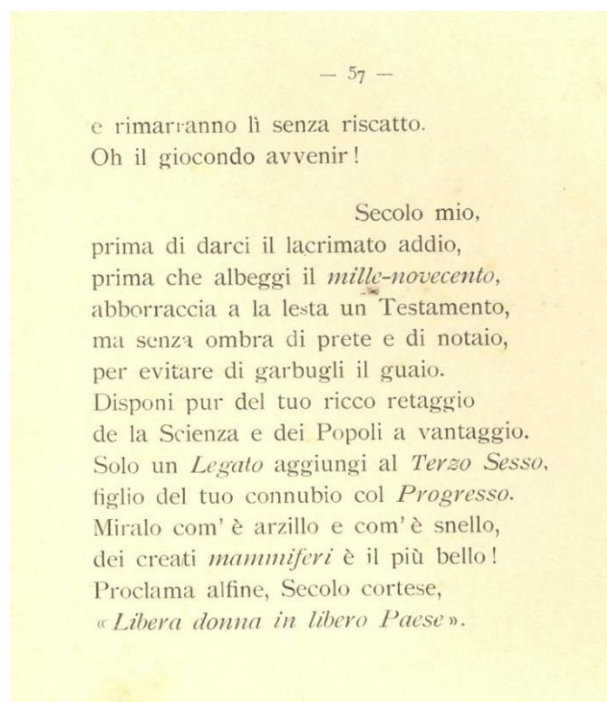 — 57 —
e rimarranno lì senza riscatto.
Oh il giocondo avvenir!
Secolo mio,
prima di darci il lacrimato addio,
prima che albeggi il mille-novecento,
abborraccia a la lesta un Testamento,
ma senza ombra di prete e di notaio,
per evitare di garbugli il guaio.
Disponi pur del tuo ricco retaggio
de la Scienza e dei Popoli a vantaggio.
Solo un Legato aggiungi al Terzo Sesso,
figlio del tuo connubio col Progresso.
Miralo com' è arzillo e com' è snello,
dei creati mammiferi è il più bello!
Proclama alfine, Secolo cortese,
« Libera donna in libero Paese ».